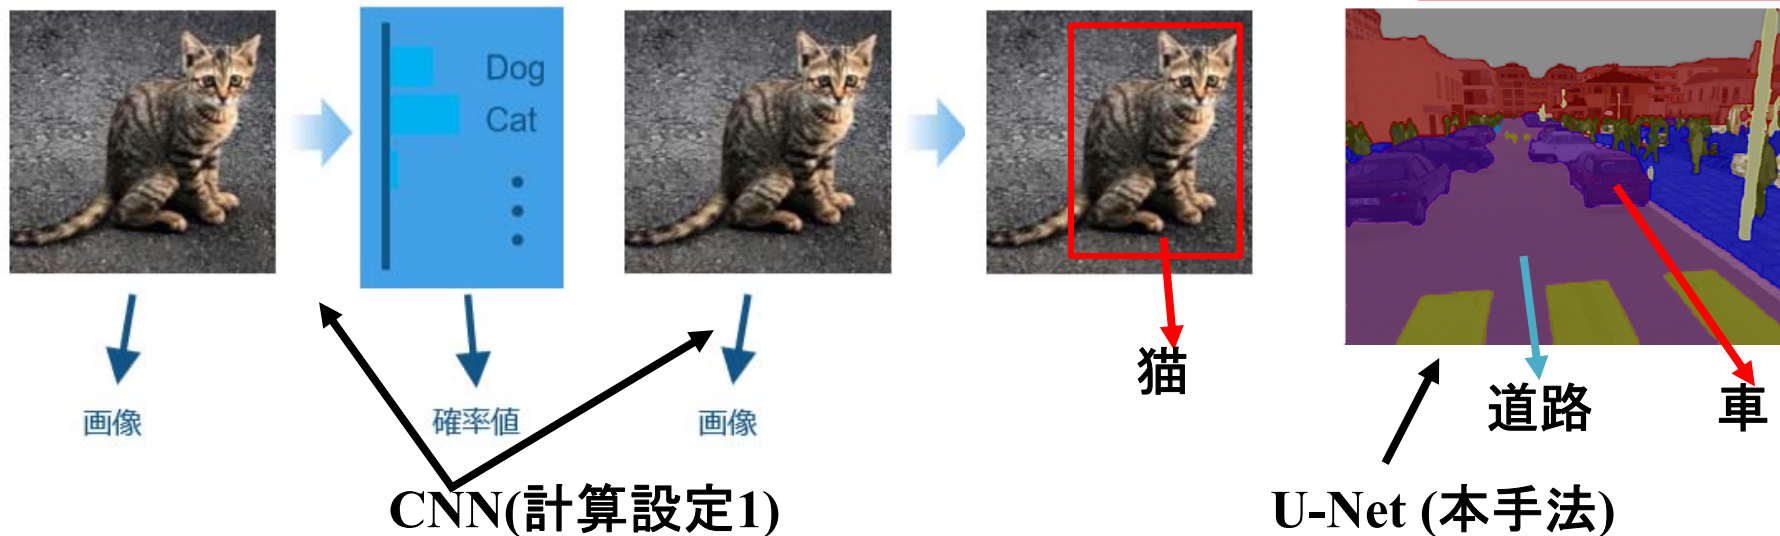 Dog
Cat
画像
確率値
画像
猫
道路
車
CNN(計算設定1)
U-Net (本手法)